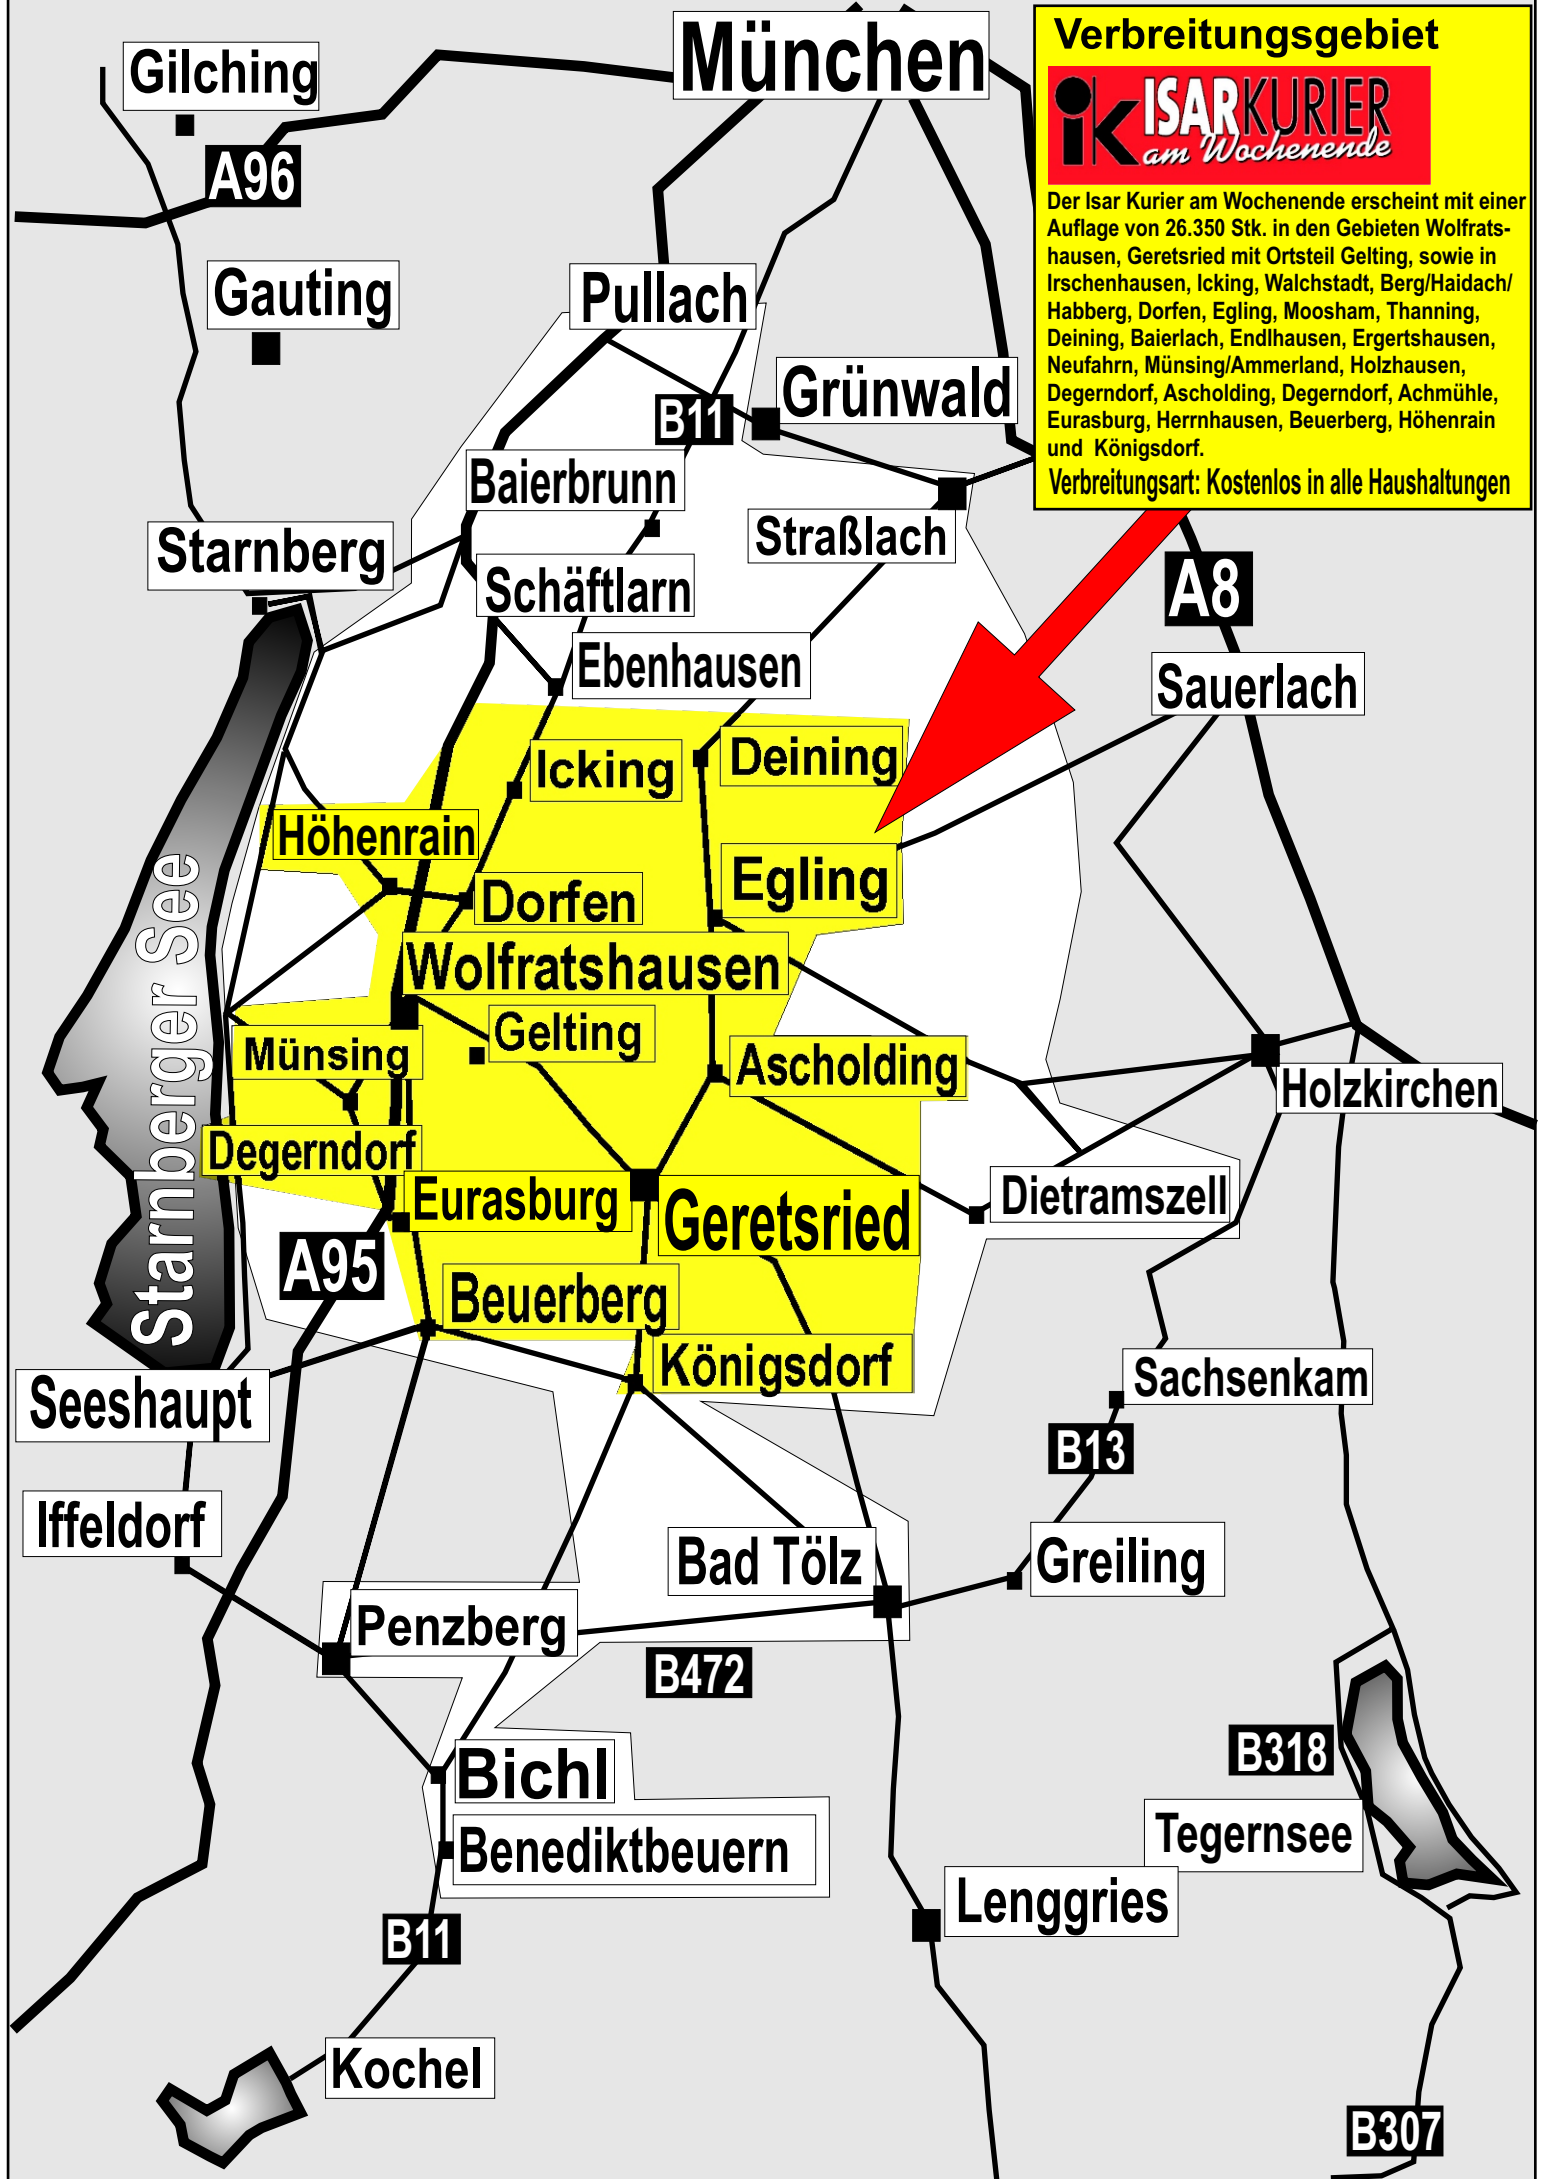 München
Gilching
A96
Gauting
Verbreitungsgebiet
ik ISARKURIER
am Wochenende
Der Isar Kurier am Wochenende erscheint mit einer
Auflage von 26.350 Stk. in den Gebieten Wolfrats-
hausen, Geretsried mit Ortsteil Gelting, sowie in
Irschenhausen, Icking, Walchstadt, Berg/Haidach/
Habberg, Dorfen, Egling, Moosham, Thanning,
Deining, Baierlach, Endlhausen, Ergertshausen,
Neufahrn, Münsing/Ammerland, Holzhausen,
Degerndorf, Ascholding, Degerndorf, Achmühle,
Eurasburg, Herrnhausen, Beuerberg, Höhenrain
und Königsdorf.
Verbreitungsart: Kostenlos in alle Haushaltungen
Pullach
Grünwald
B11
Baierbrunn
Straßlach
Starnberg
Schäftlarn
A8
Ebenhausen
Sauerlach
Icking
Deining
Höhenrain
Egling
Dorfen
Wolfratshausen
Starnberger See
Gelting
Münsing
Ascholding
Holzkirchen
Degerndorf
Eurasburg
Geretsried
Dietramszell
A95
Beuerberg
Königsdorf
Sachsenkam
Seeshaupt
B13
Iffeldorf
Bad Tölz
Greiling
Penzberg
B472
B318
Bichl
Tegernsee
Benediktbeuern
Lenggries
B11
Kochel
B307